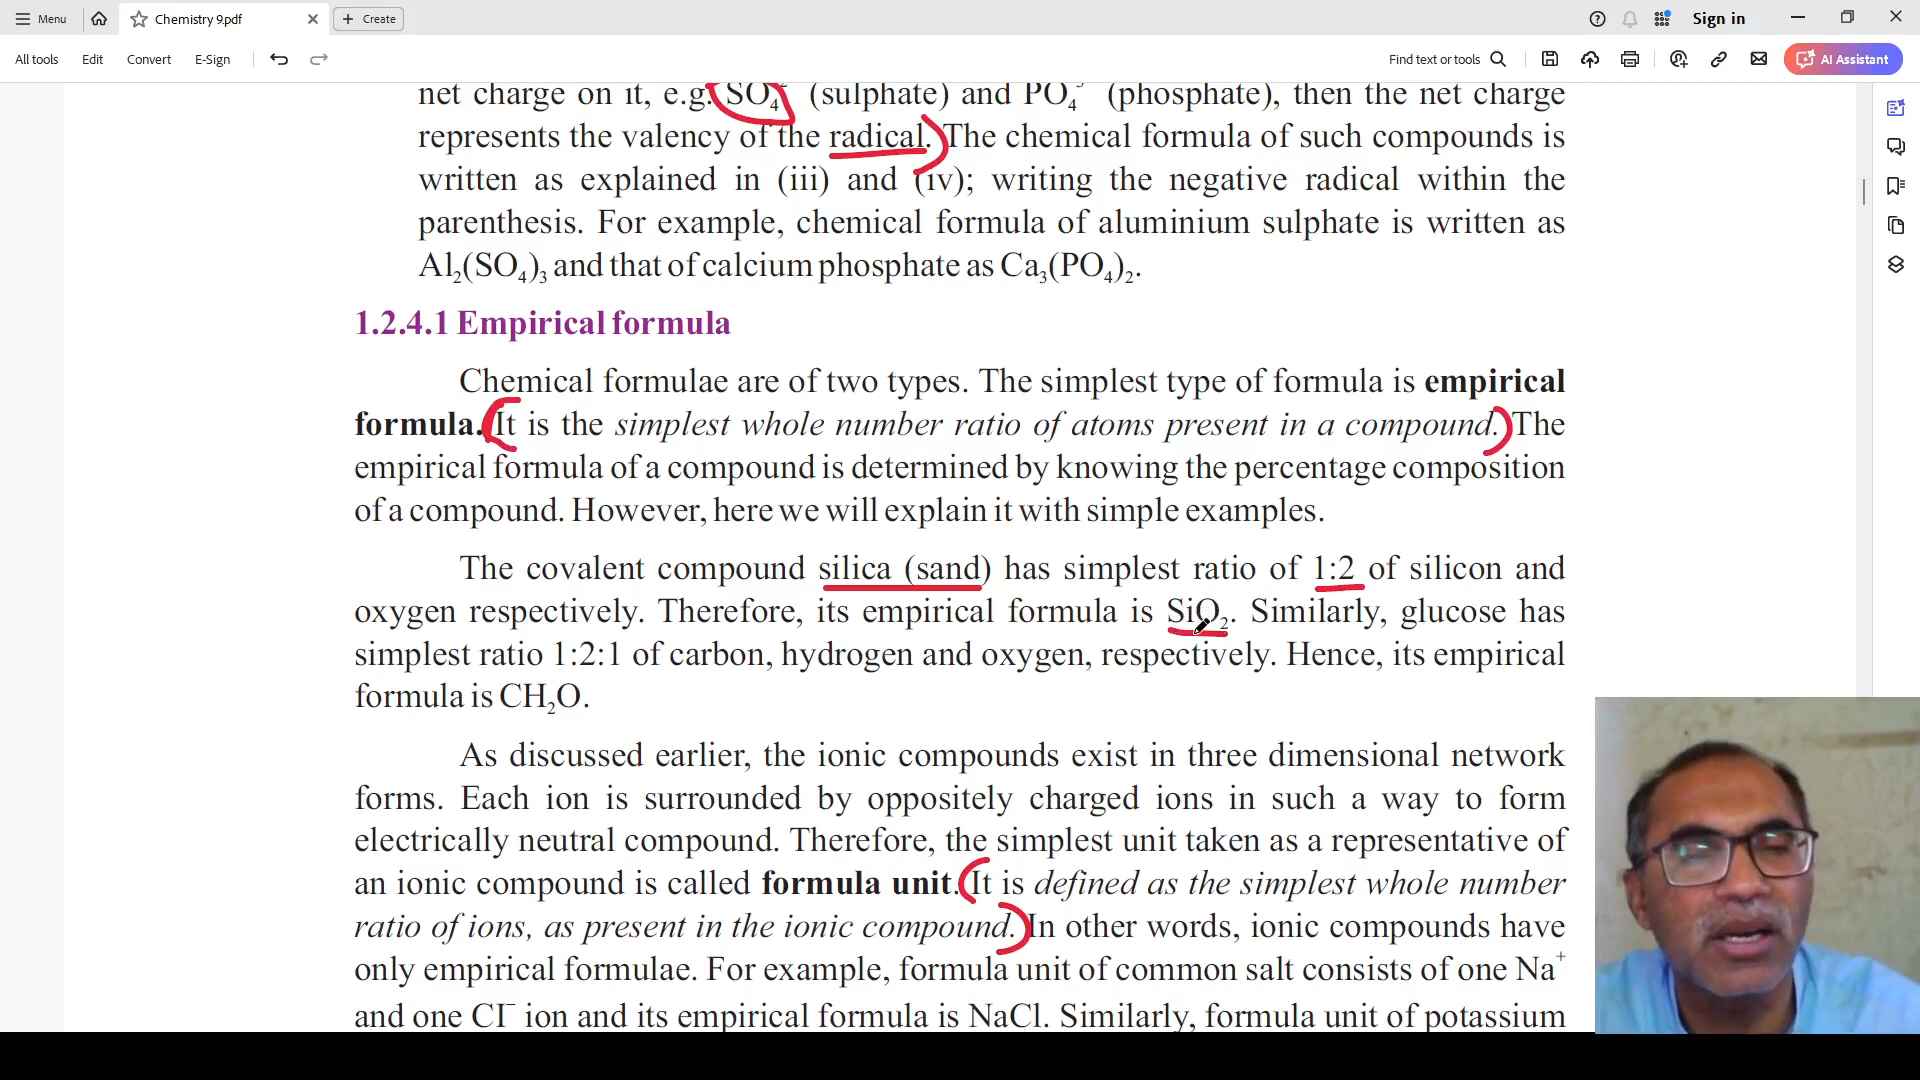 Menu
Chemistry 9.pdf
Create
Sign in
All tools
Edit
Convert
E-Sign
Find text or tools
AI Assistant
net charge on it, e.g. SO₄²⁻ (sulphate) and PO₄³⁻ (phosphate), then the net charge
represents the valency of the radical. The chemical formula of such compounds is
written as explained in (iii) and (iv); writing the negative radical within the
parenthesis. For example, chemical formula of aluminium sulphate is written as
Al₂(SO₄)₃ and that of calcium phosphate as Ca₃(PO₄)₂.
1.2.4.1 Empirical formula
Chemical formulae are of two types. The simplest type of formula is empirical
formula. It is the simplest whole number ratio of atoms present in a compound. The
empirical formula of a compound is determined by knowing the percentage composition
of a compound. However, here we will explain it with simple examples.
The covalent compound silica (sand) has simplest ratio of 1:2 of silicon and
oxygen respectively. Therefore, its empirical formula is SiO₂. Similarly, glucose has
simplest ratio 1:2:1 of carbon, hydrogen and oxygen, respectively. Hence, its empirical
formula is CH₂O.
As discussed earlier, the ionic compounds exist in three dimensional network
forms. Each ion is surrounded by oppositely charged ions in such a way to form
electrically neutral compound. Therefore, the simplest unit taken as a representative of
an ionic compound is called formula unit. It is defined as the simplest whole number
ratio of ions, as present in the ionic compound. In other words, ionic compounds have
only empirical formulae. For example, formula unit of common salt consists of one Na⁺
and one Cl⁻ ion and its empirical formula is NaCl. Similarly, formula unit of potassium